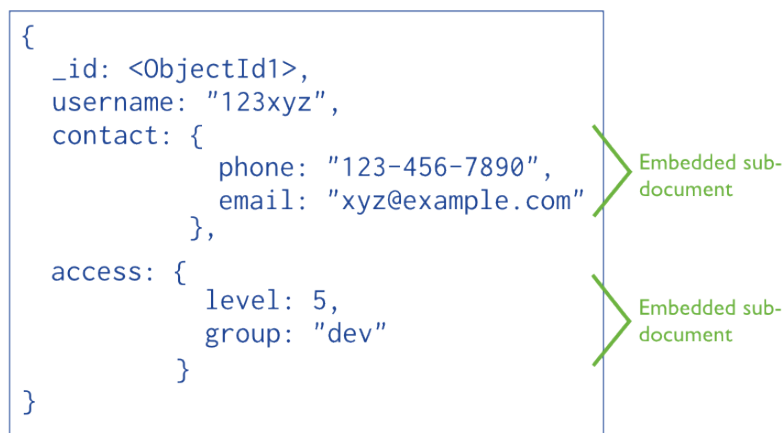 {
_id: <ObjectId1>,
username: "123xyz",
contact: {
phone: "123-456-7890",
email: "xyz@example.com"
},
access: {
level: 5,
group: "dev"
}
}
Embedded sub-
document
Embedded sub-
document